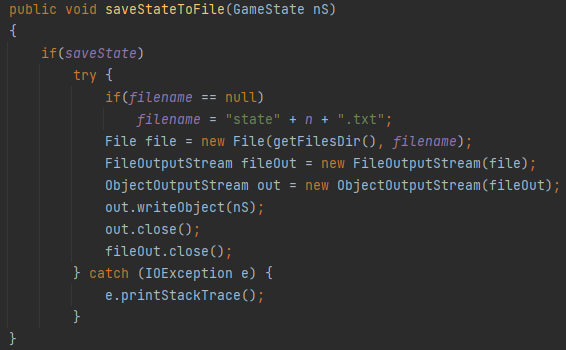 public void saveStateToFile(GameState nS)
{
    if(saveState)
        try {
            if(filename == null)
                filename = "state" + n + ".txt";
            File file = new File(getFilesDir(), filename);
            FileOutputStream fileOut = new FileOutputStream(file);
            ObjectOutputStream out = new ObjectOutputStream(fileOut);
            out.writeObject(nS);
            out.close();
            fileOut.close();
        } catch (IOException e) {
            e.printStackTrace();
        }
}